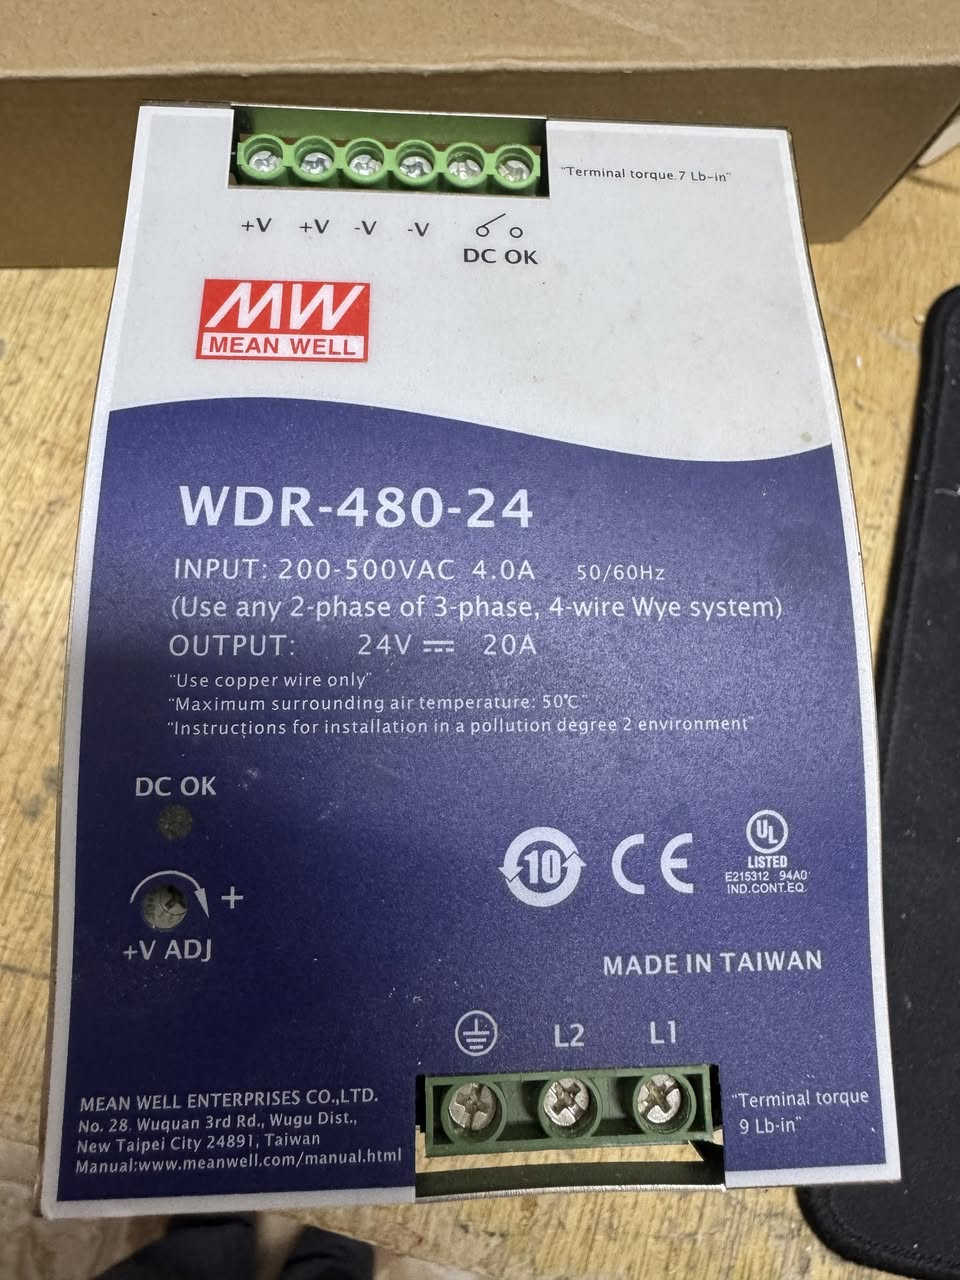 "Terminal torque.7 Lb-in"
+V +V -V -V
DC OK
MW
MEAN WELL
WDR-480-24
INPUT: 200-500VAC 4.0A 50/60Hz
(Use any 2-phase of 3-phase, 4-wire Wye system)
OUTPUT: 24V ⎓ 20A
"Use copper wire only"
"Maximum surrounding air temperature: 50℃"
"Instructions for installation in a pollution degree 2 environment"
DC OK
+
+V ADJ
10
CE
UL
LISTED
E215312 94A0
IND.CONT.EQ.
MADE IN TAIWAN
L2 L1
MEAN WELL ENTERPRISES CO.,LTD.
No. 28, Wuquan 3rd Rd., Wugu Dist.,
New Taipei City 24891, Taiwan
Manual:www.meanwell.com/manual.html
"Terminal torque
9 Lb-in"